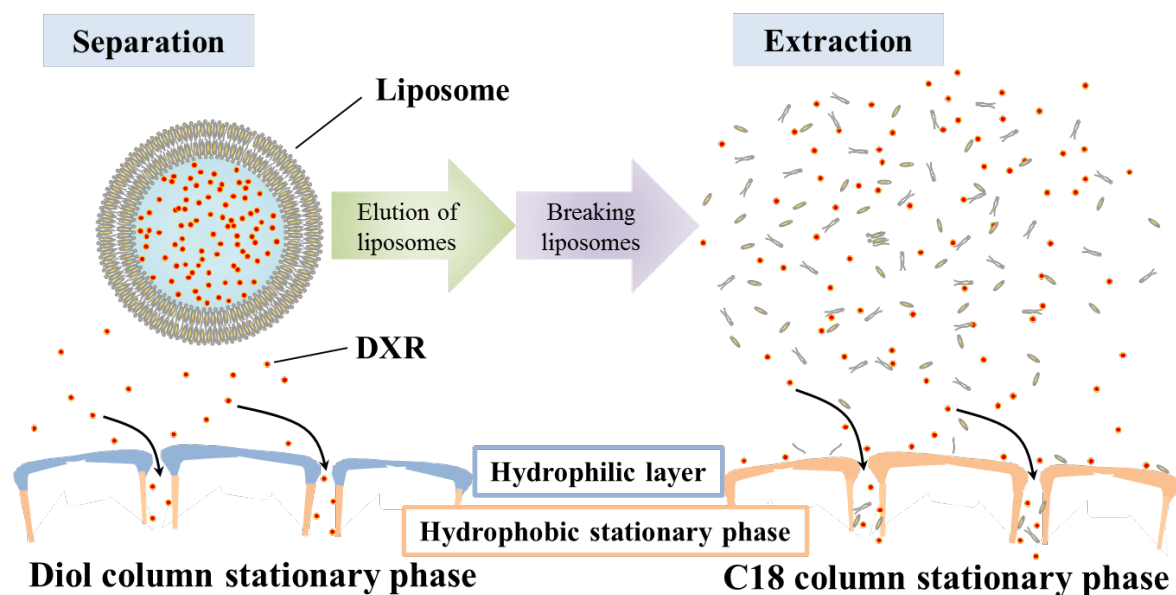 Separation
Extraction
Liposome
Elution of
liposomes
Breaking
liposomes
DXR
Hydrophilic layer
Hydrophobic stationary phase
Diol column stationary phase
C18 column stationary phase